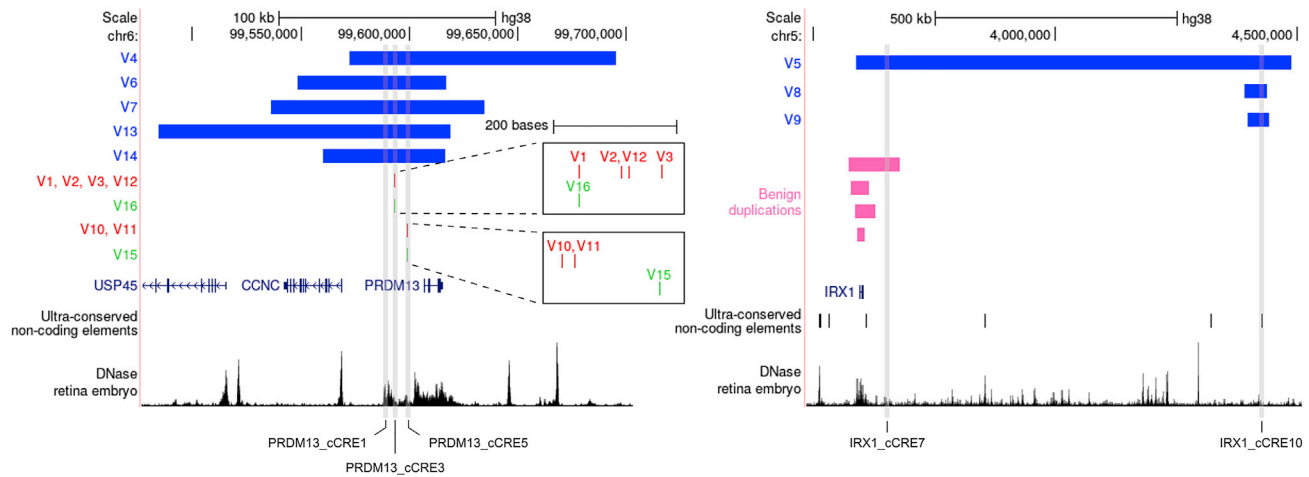 Scale 100 kb hg38
chr6: 99,550,000 99,600,000 99,650,000 99,700,000
V4
V6
V7
V13
200 bases
V14
V1, V2, V3, V12
V16
V10, V11
V15
V1 V2, V12 V3
V16
V10, V11
V15
USP45 CCNC PRDM13
Ultra-conserved
non-coding elements
DNase
retina embryo
PRDM13_cCRE1 PRDM13_cCRE5
PRDM13_cCRE3
Scale 500 kb hg38
chr5: 4,000,000 4,500,000
V5
V8
V9
Benign
duplications
IRX1
Ultra-conserved
non-coding elements
DNase
retina embryo
IRX1_cCRE7 IRX1_cCRE10